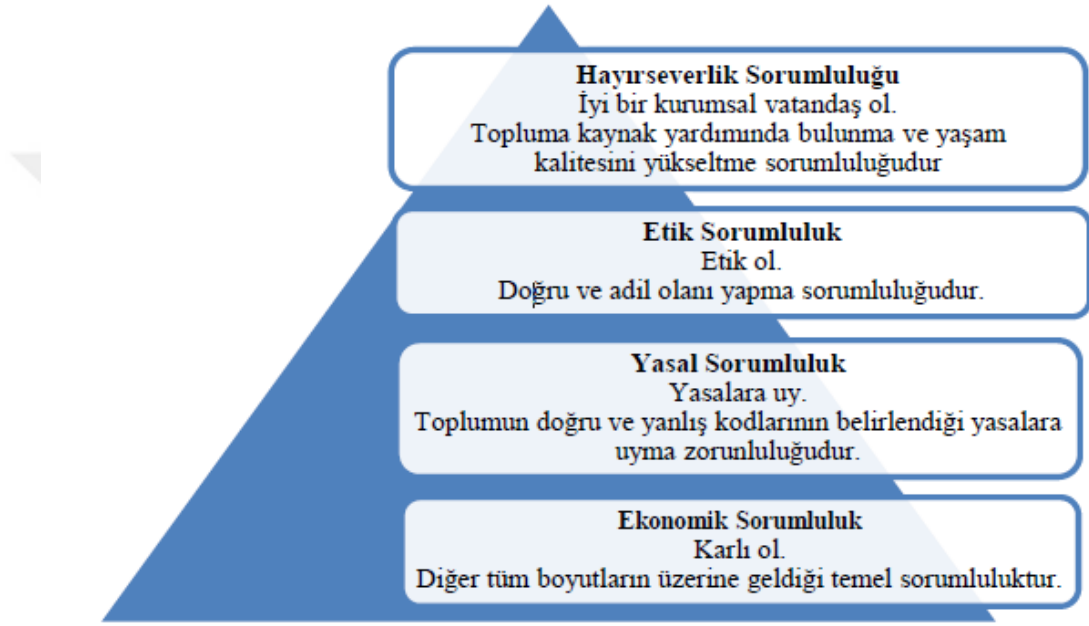 Hayırseverlik Sorumluluğu
İyi bir kurumsal vatandaş ol.
Topluma kaynak yardımında bulunma ve yaşam
kalitesini yükseltme sorumluluğudur
Etik Sorumluluk
Etik ol.
Doğru ve adil olanı yapma sorumluluğudur.
Yasal Sorumluluk
Yasalara uy.
Toplumun doğru ve yanlış kodlarının belirlendiği yasalara
uyma zorunluluğudur.
Ekonomik Sorumluluk
Karlı ol.
Diğer tüm boyutların üzerine geldiği temel sorumluluktur.